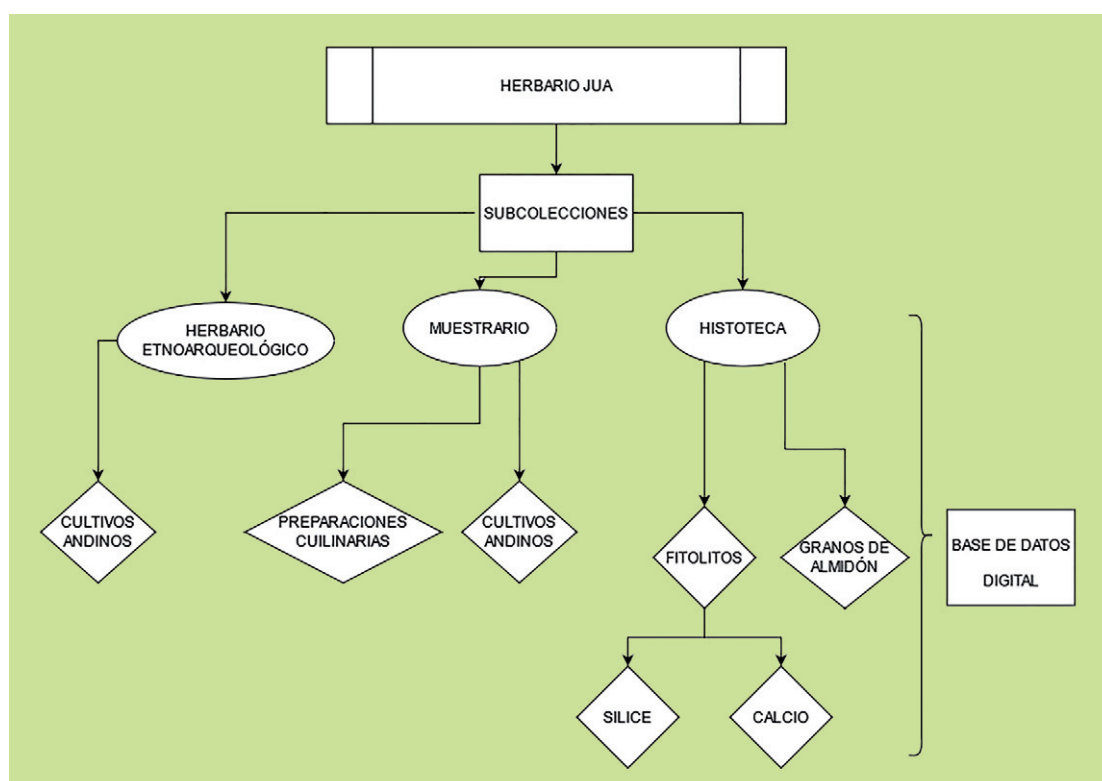 HERBARIO JUA
SUBCOLECCIONES
HERBARIO
ETNOARQUEOLÓGICO
MUESTRARIO
HISTOTECA
CULTIVOS
ANDINOS
PREPARACIONES
CUILINARIAS
CULTIVOS
ANDINOS
FITOLITOS
GRANOS DE
ALMIDÓN
BASE DE DATOS
DIGITAL
SILICE
CALCIO